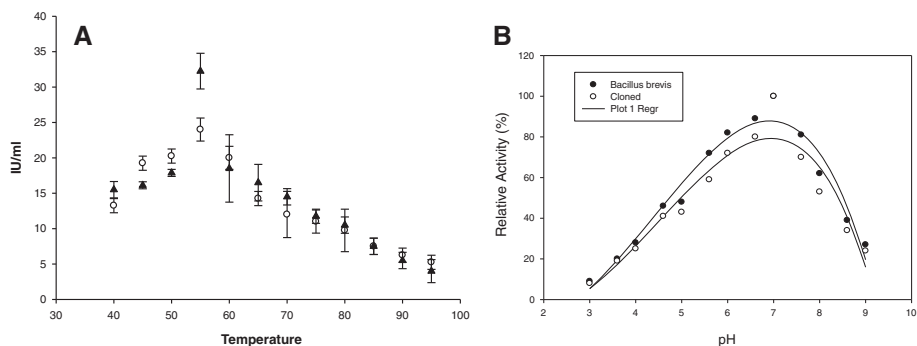 A
IU/ml
40
35
30
25
20
15
10
5
0
30 40 50 60 70 80 90 100
Temperature
B
Relative Activity (%)
120
100
80
60
40
20
0
Bacillus brevis
Cloned
Plot 1 Regr
2 3 4 5 6 7 8 9 10
pH